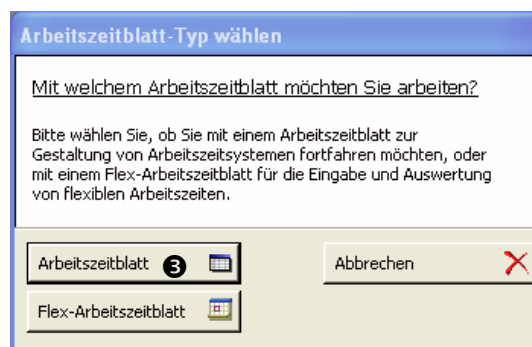 Arbeitszeitblatt-Typ wählen
Mit welchem Arbeitszeitblatt möchten Sie arbeiten?
Bitte wählen Sie, ob Sie mit einem Arbeitszeitblatt zur
Gestaltung von Arbeitszeitsystemen fortfahren möchten, oder
mit einem Flex-Arbeitszeitblatt für die Eingabe und Auswertung
von flexiblen Arbeitszeiten.
Arbeitszeitblatt ❸
Abbrechen
Flex-Arbeitszeitblatt